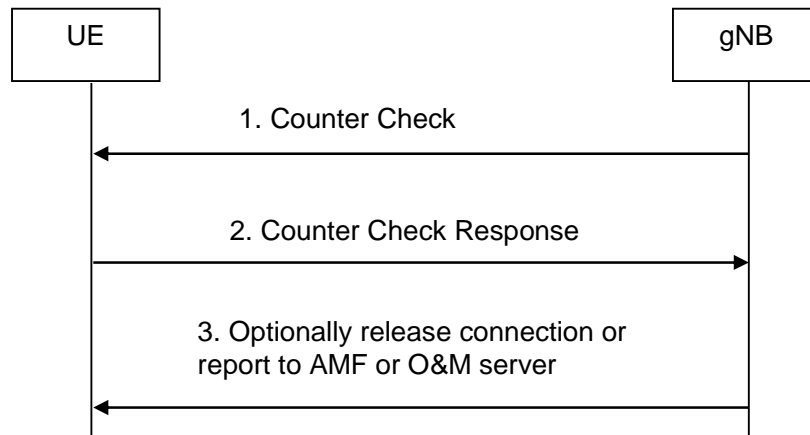 UE
gNB
1. Counter Check
2. Counter Check Response
3. Optionally release connection or
report to AMF or O&M server